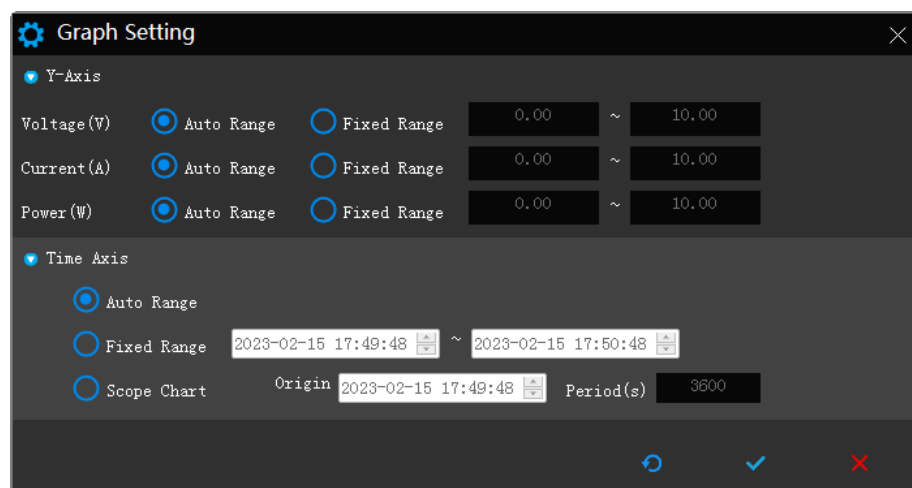 Graph Setting
Y-Axis
Voltage(V) Auto Range Fixed Range 0.00 ~ 10.00
Current(A) Auto Range Fixed Range 0.00 ~ 10.00
Power(W) Auto Range Fixed Range 0.00 ~ 10.00
Time Axis
Auto Range
Fixed Range 2023-02-15 17:49:48 ~ 2023-02-15 17:50:48
Scope Chart Origin 2023-02-15 17:49:48 Period(s) 3600